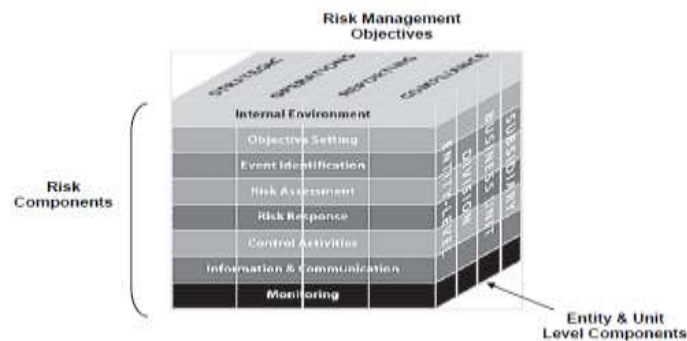 Risk Management
Objectives
STRATEGIC
OPERATIONS
REPORTING
COMPLIANCE
Internal Environment
Objective Setting
Event Identification
Risk Assessment
Risk Response
Control Activities
Information & Communication
Monitoring
ENTITY-LEVEL
DIVISION
BUSINESS UNIT
SUBSIDIARY
Risk
Components
Entity & Unit
Level Components